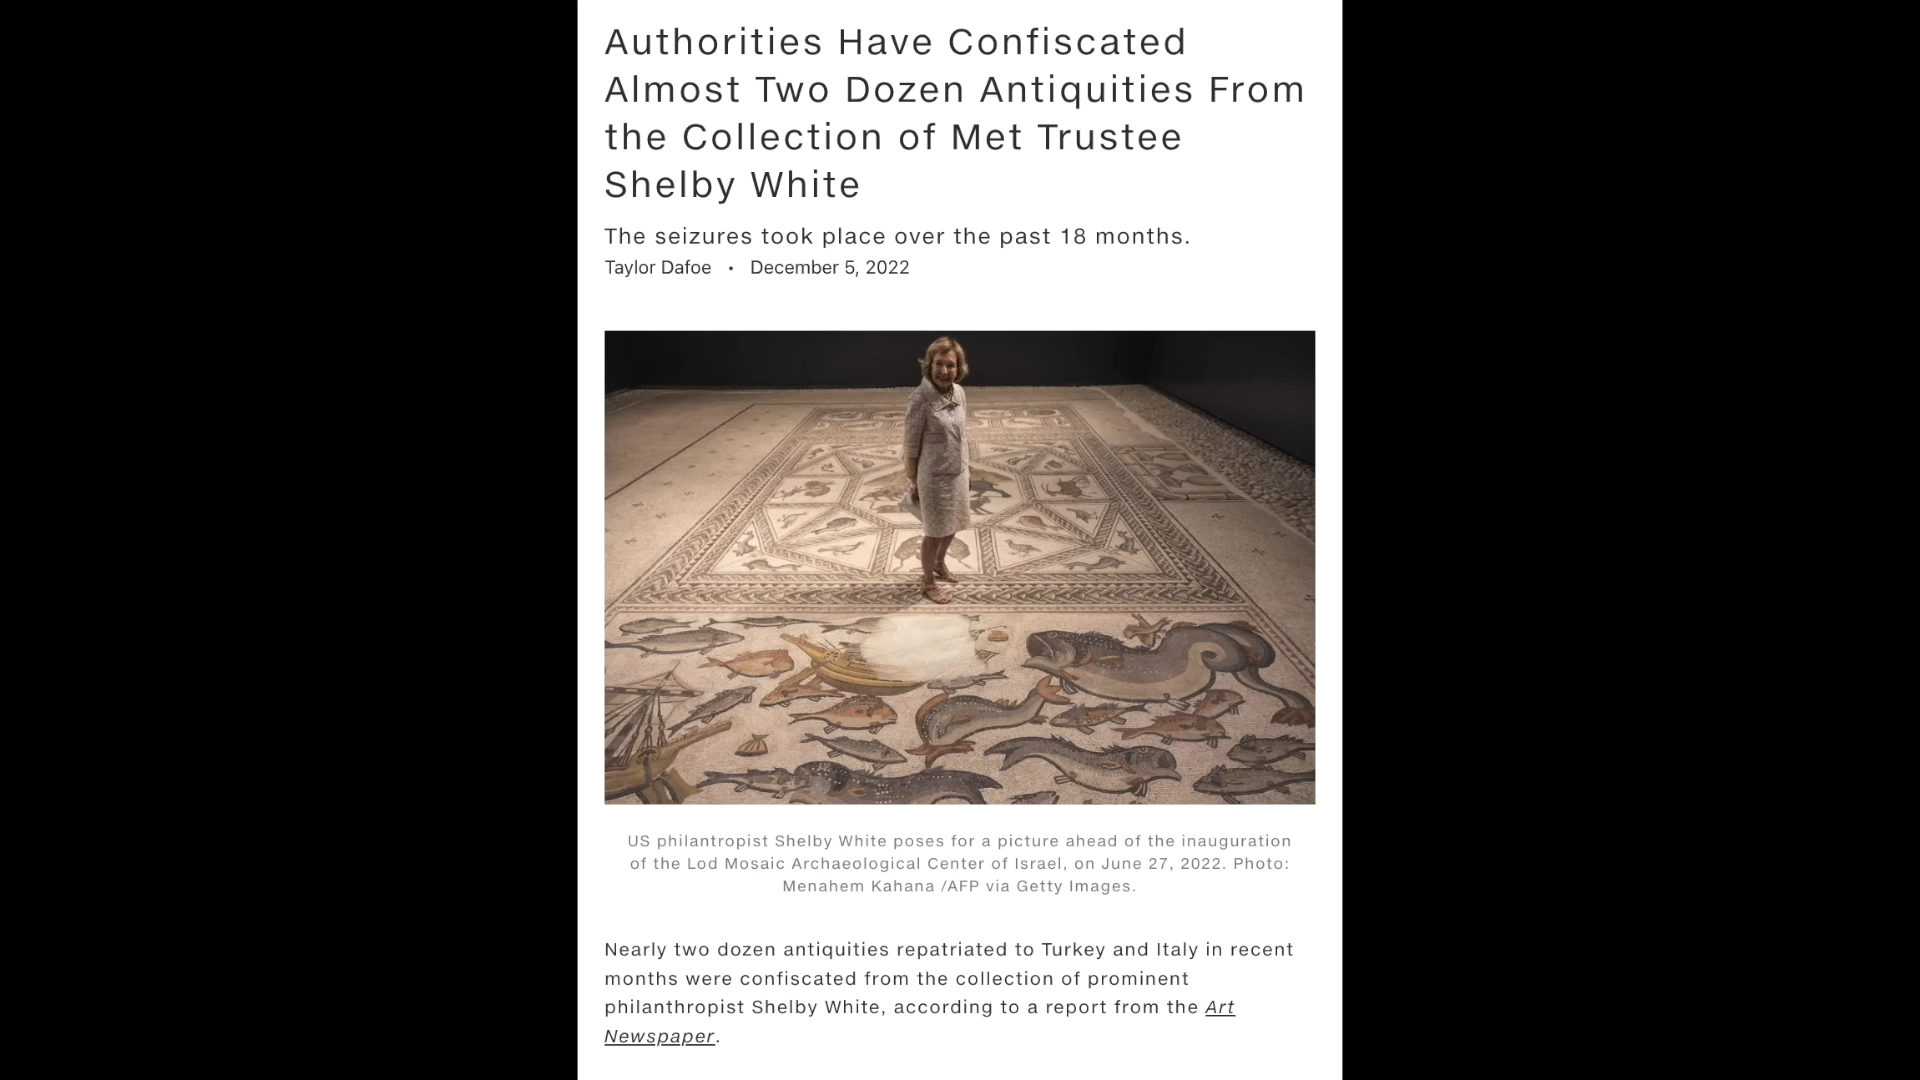 Authorities Have Confiscated
Almost Two Dozen Antiquities From
the Collection of Met Trustee
Shelby White
The seizures took place over the past 18 months.
Taylor Dafoe • December 5, 2022
US philantropist Shelby White poses for a picture ahead of the inauguration
of the Lod Mosaic Archaeological Center of Israel, on June 27, 2022. Photo:
Menahem Kahana /AFP via Getty Images.
Nearly two dozen antiquities repatriated to Turkey and Italy in recent
months were confiscated from the collection of prominent
philanthropist Shelby White, according to a report from the Art
Newspaper.